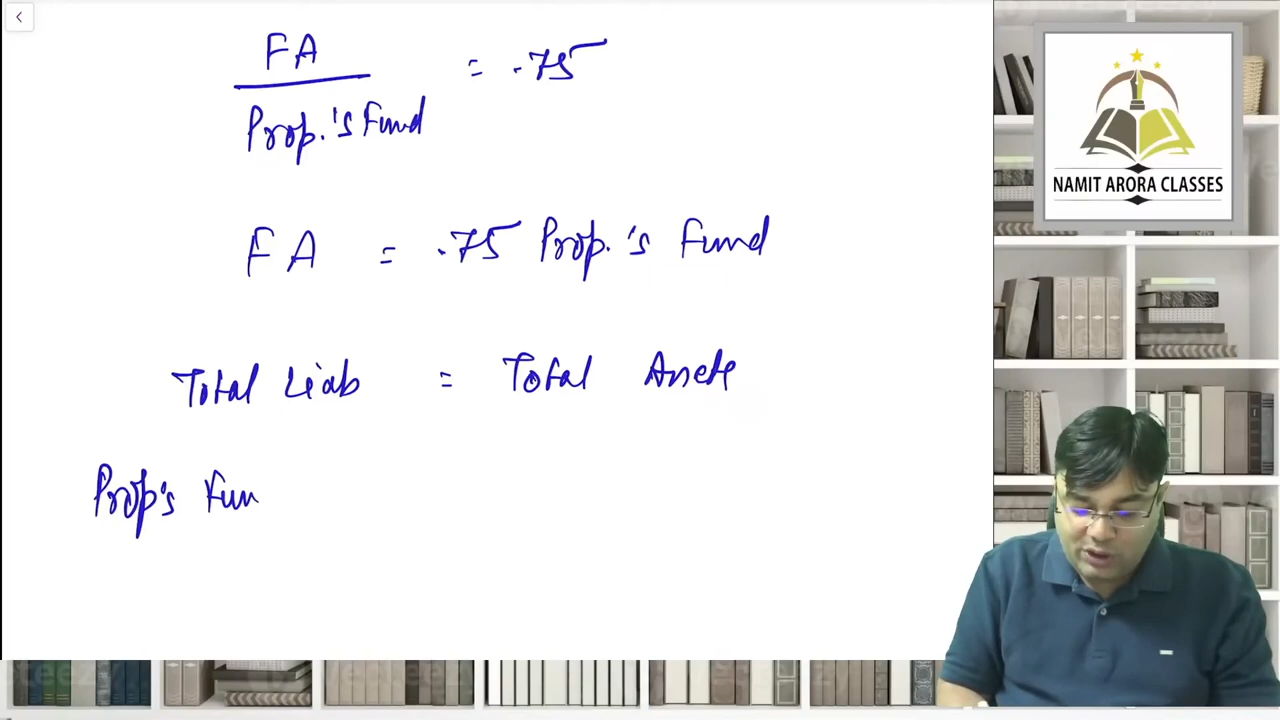 FA
= .75
Prop.'s Fund
FA = .75 Prop.'s Fund
Total Liab = Total Assets
Prop's Fun
NAMIT ARORA CLASSES